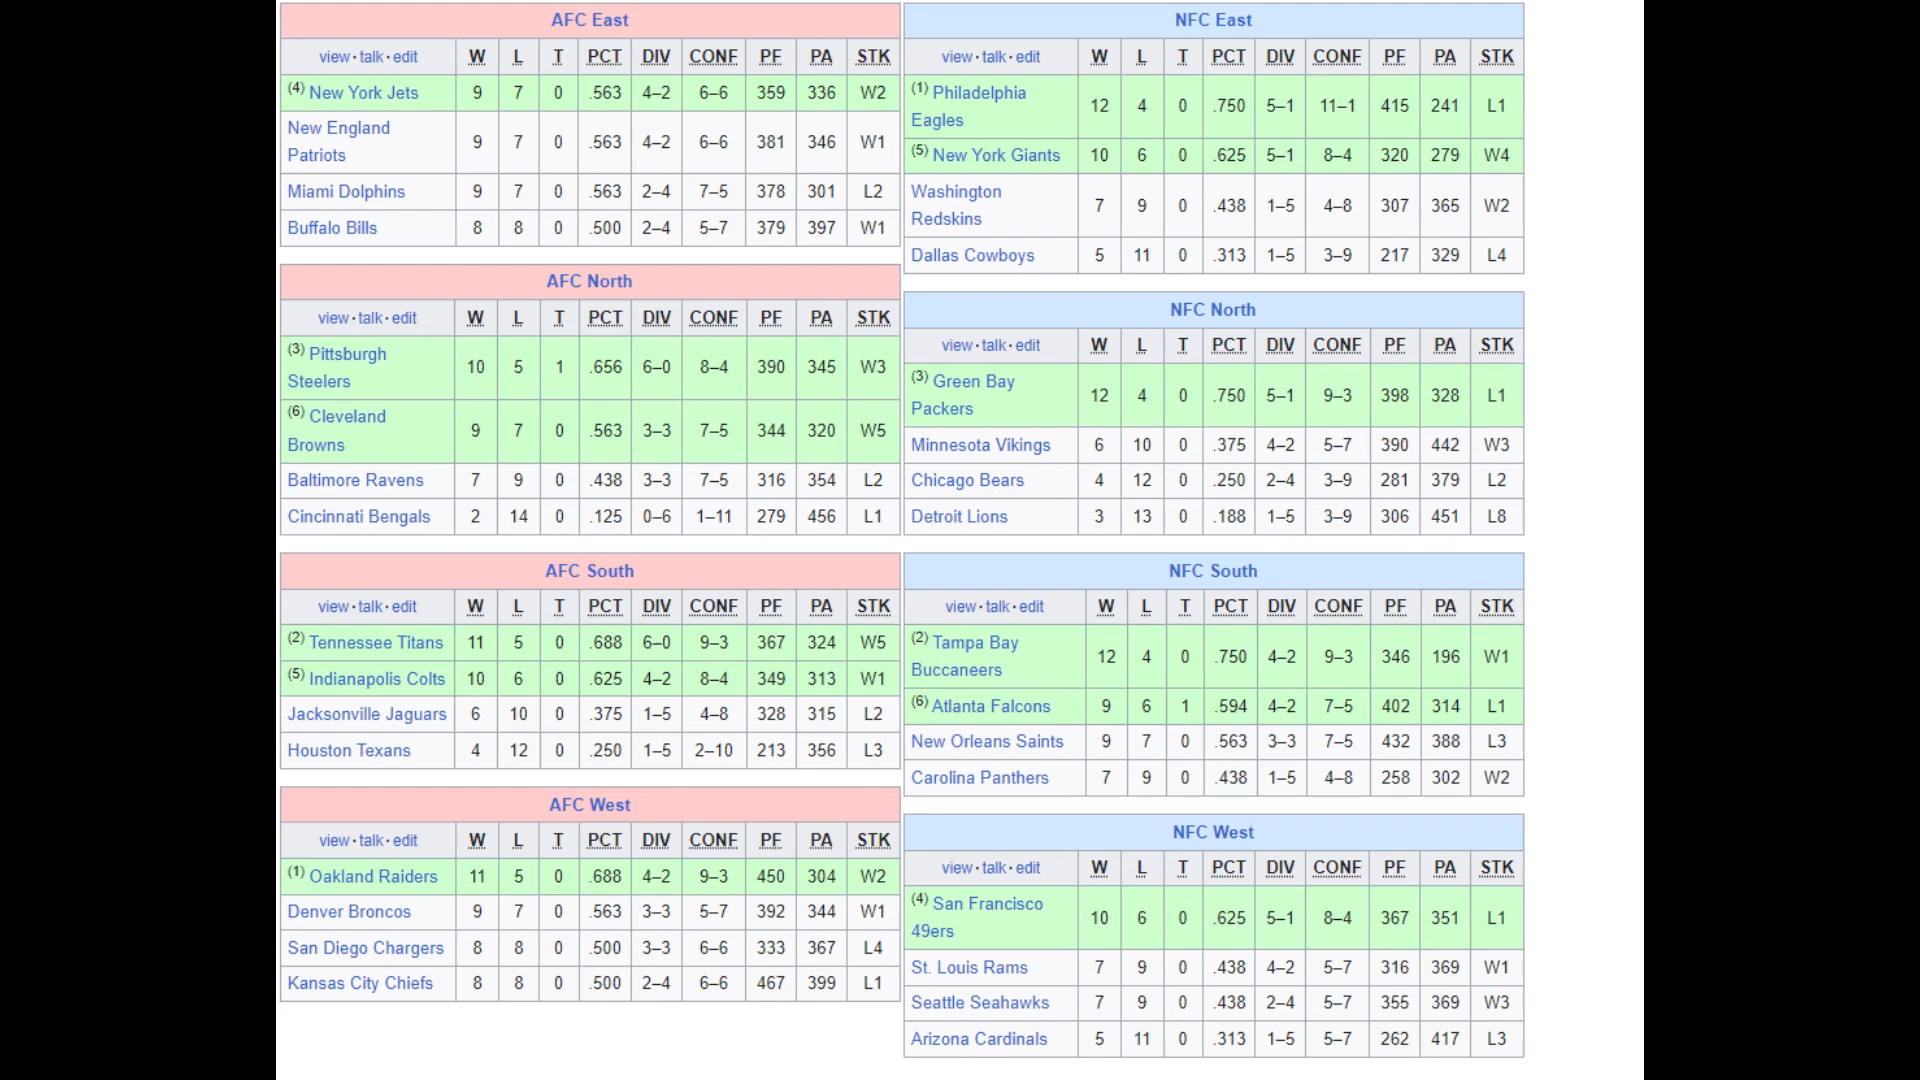 AFC East
view · talk · edit W L T PCT DIV CONF PF PA STK
(4) New York Jets 9 7 0 .563 4–2 6–6 359 336 W2
New England
Patriots 9 7 0 .563 4–2 6–6 381 346 W1
Miami Dolphins 9 7 0 .563 2–4 7–5 378 301 L2
Buffalo Bills 8 8 0 .500 2–4 5–7 379 397 W1
AFC North
view · talk · edit W L T PCT DIV CONF PF PA STK
(3) Pittsburgh
Steelers 10 5 1 .656 6–0 8–4 390 345 W3
(6) Cleveland
Browns 9 7 0 .563 3–3 7–5 344 320 W5
Baltimore Ravens 7 9 0 .438 3–3 7–5 316 354 L2
Cincinnati Bengals 2 14 0 .125 0–6 1–11 279 456 L1
AFC South
view · talk · edit W L T PCT DIV CONF PF PA STK
(2) Tennessee Titans 11 5 0 .688 6–0 9–3 367 324 W5
(5) Indianapolis Colts 10 6 0 .625 4–2 8–4 349 313 W1
Jacksonville Jaguars 6 10 0 .375 1–5 4–8 328 315 L2
Houston Texans 4 12 0 .250 1–5 2–10 213 356 L3
AFC West
view · talk · edit W L T PCT DIV CONF PF PA STK
(1) Oakland Raiders 11 5 0 .688 4–2 9–3 450 304 W2
Denver Broncos 9 7 0 .563 3–3 5–7 392 344 W1
San Diego Chargers 8 8 0 .500 3–3 6–6 333 367 L4
Kansas City Chiefs 8 8 0 .500 2–4 6–6 467 399 L1
NFC East
view · talk · edit W L T PCT DIV CONF PF PA STK
(1) Philadelphia
Eagles 12 4 0 .750 5–1 11–1 415 241 L1
(5) New York Giants 10 6 0 .625 5–1 8–4 320 279 W4
Washington
Redskins 7 9 0 .438 1–5 4–8 307 365 W2
Dallas Cowboys 5 11 0 .313 1–5 3–9 217 329 L4
NFC North
view · talk · edit W L T PCT DIV CONF PF PA STK
(3) Green Bay
Packers 12 4 0 .750 5–1 9–3 398 328 L1
Minnesota Vikings 6 10 0 .375 4–2 5–7 390 442 W3
Chicago Bears 4 12 0 .250 2–4 3–9 281 379 L2
Detroit Lions 3 13 0 .188 1–5 3–9 306 451 L8
NFC South
view · talk · edit W L T PCT DIV CONF PF PA STK
(2) Tampa Bay
Buccaneers 12 4 0 .750 4–2 9–3 346 196 W1
(6) Atlanta Falcons 9 6 1 .594 4–2 7–5 402 314 L1
New Orleans Saints 9 7 0 .563 3–3 7–5 432 388 L3
Carolina Panthers 7 9 0 .438 1–5 4–8 258 302 W2
NFC West
view · talk · edit W L T PCT DIV CONF PF PA STK
(4) San Francisco
49ers 10 6 0 .625 5–1 8–4 367 351 L1
St. Louis Rams 7 9 0 .438 4–2 5–7 316 369 W1
Seattle Seahawks 7 9 0 .438 2–4 5–7 355 369 W3
Arizona Cardinals 5 11 0 .313 1–5 5–7 262 417 L3